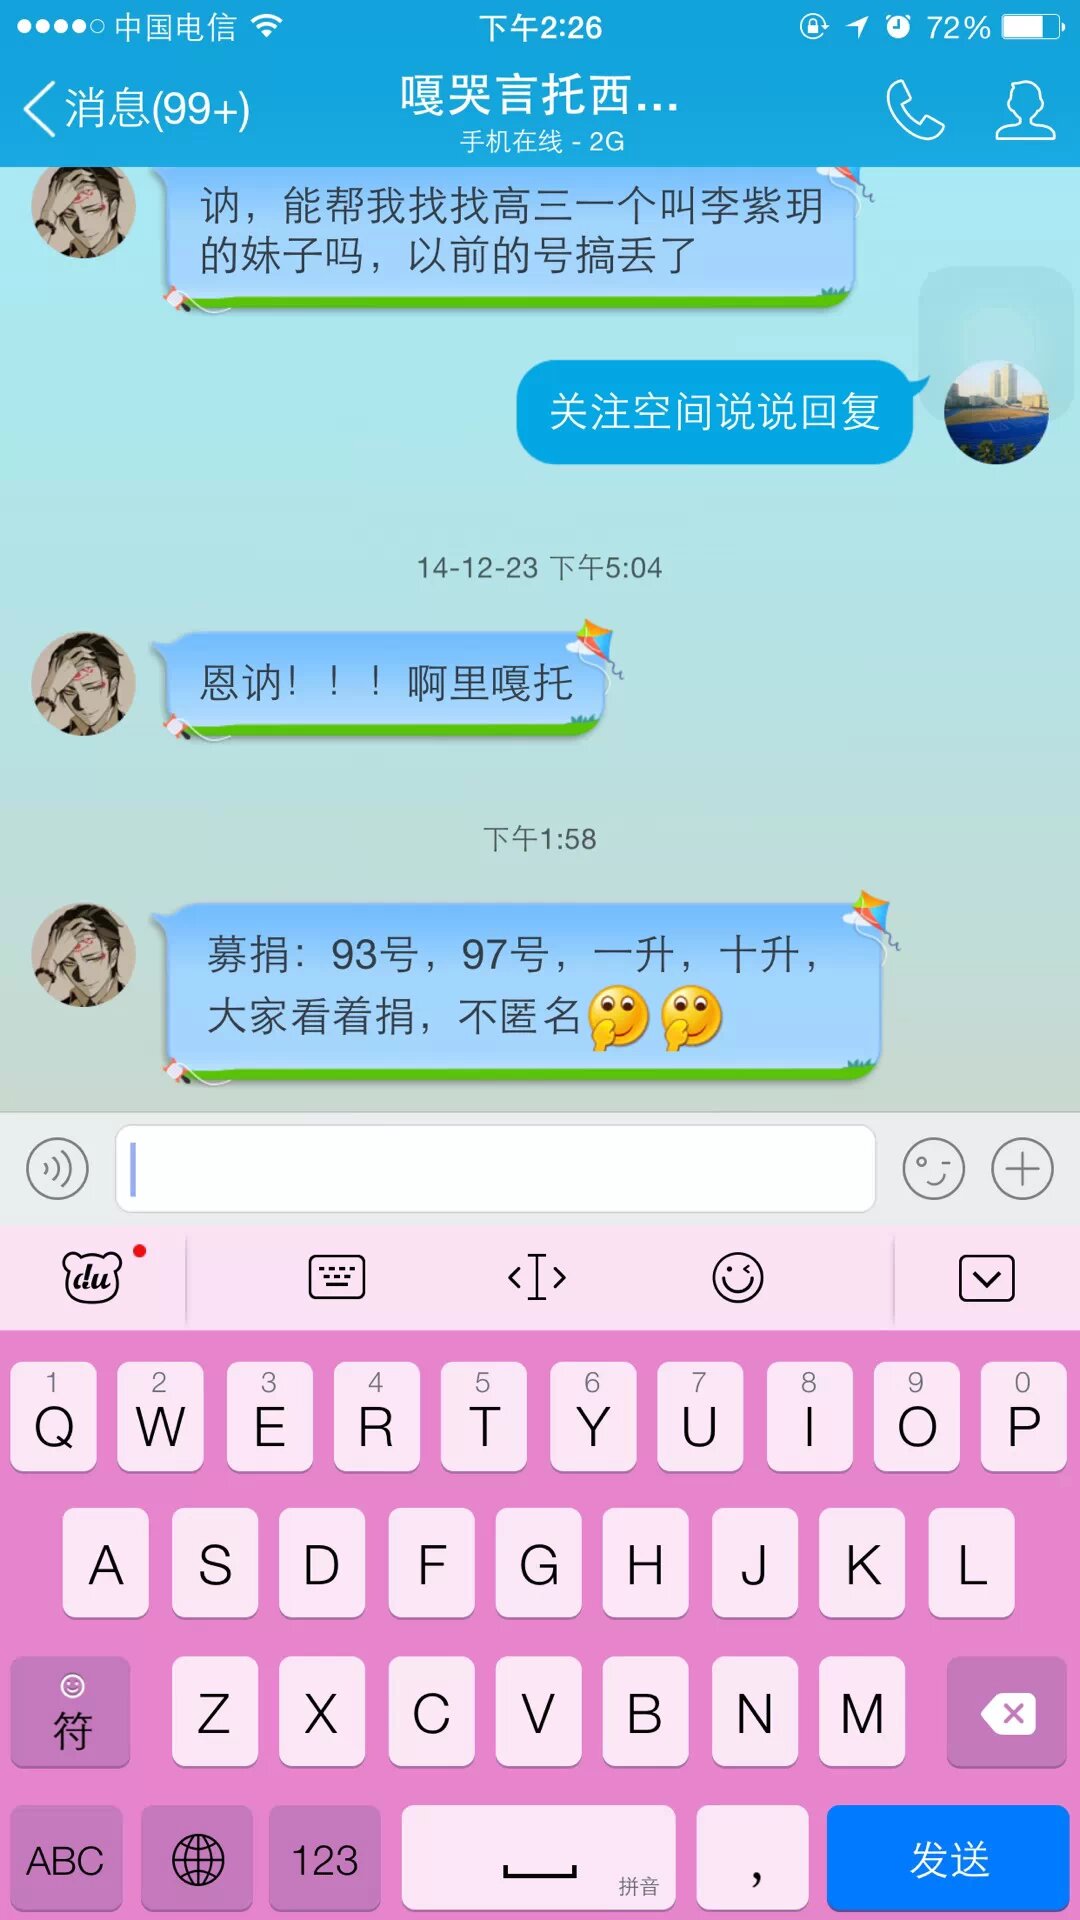 中国电信
下午2:26
72%
消息(99+)
嘎哭言托西...
手机在线 - 2G
讷，能帮我找找高三一个叫李紫玥
的妹子吗，以前的号搞丢了
关注空间说说回复
14-12-23 下午5:04
恩讷！！！啊里嘎托
下午1:58
募捐：93号，97号，一升，十升，
大家看着捐，不匿名
du
1 2 3 4 5 6 7 8 9 0
Q W E R T Y U I O P
A S D F G H J K L
符 Z X C V B N M
ABC 123 拼音 ， 发送